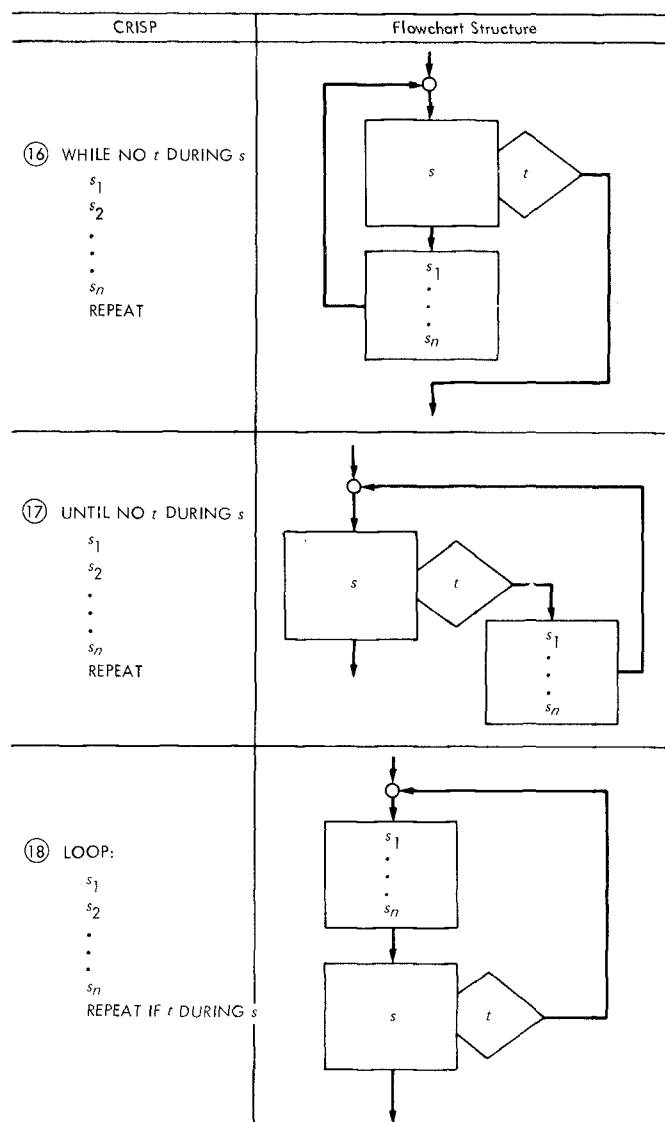 CRISP
Flowchart Structure
16 WHILE NO t DURING s
s1
s2
.
.
.
sn
REPEAT
s
t
s1
.
.
.
sn
17 UNTIL NO t DURING s
s1
s2
.
.
.
sn
REPEAT
s
t
s1
.
.
.
sn
18 LOOP:
s1
s2
.
.
.
sn
REPEAT IF t DURING s
s1
.
.
.
sn
s
t